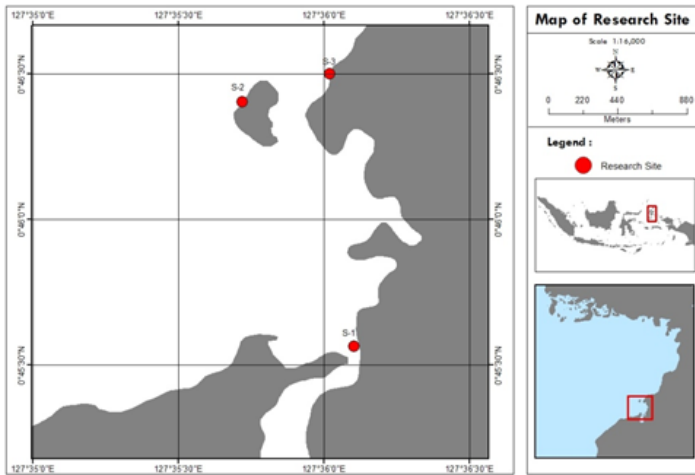 127°35'0"E 127°35'30"E 127°36'0"E 127°36'30"E
0°46'30"N 0°46'30"N
0°46'0"N 0°46'0"N
0°45'30"N 0°45'30"N
S-3
S-2
S-1
127°35'0"E 127°35'30"E 127°36'0"E 127°36'30"E
Map of Research Site
Scale 1:16,000
N
W E
S
0 220 440 880
Meters
Legend :
Research Site